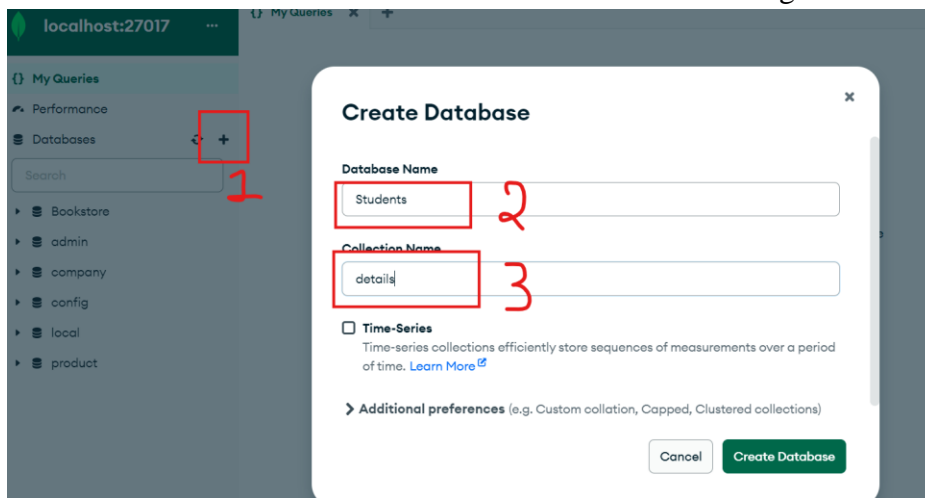 localhost:27017 ...
{} My Queries × +
{} My Queries
Performance
Databases +
1
Search
Bookstore
admin
company
config
local
product
Create Database
×
Database Name
Students
2
Collection Name
details
3
Time-Series
Time-series collections efficiently store sequences of measurements over a period
of time. Learn More
Additional preferences (e.g. Custom collation, Capped, Clustered collections)
Cancel
Create Database